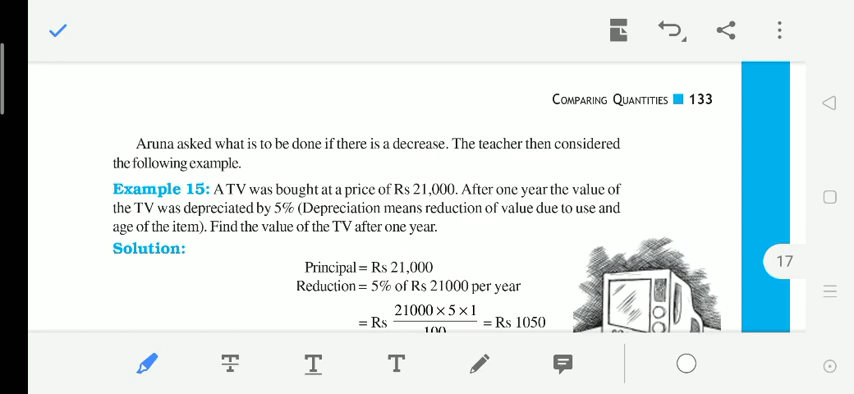 COMPARING QUANTITIES ■ 133
Aruna asked what is to be done if there is a decrease. The teacher then considered
the following example.
Example 15: A TV was bought at a price of Rs 21,000. After one year the value of
the TV was depreciated by 5% (Depreciation means reduction of value due to use and
age of the item). Find the value of the TV after one year.
Solution:
Principal = Rs 21,000
Reduction = 5% of Rs 21000 per year
= Rs 21000 × 5 × 1 / 100 = Rs 1050
17
T T T